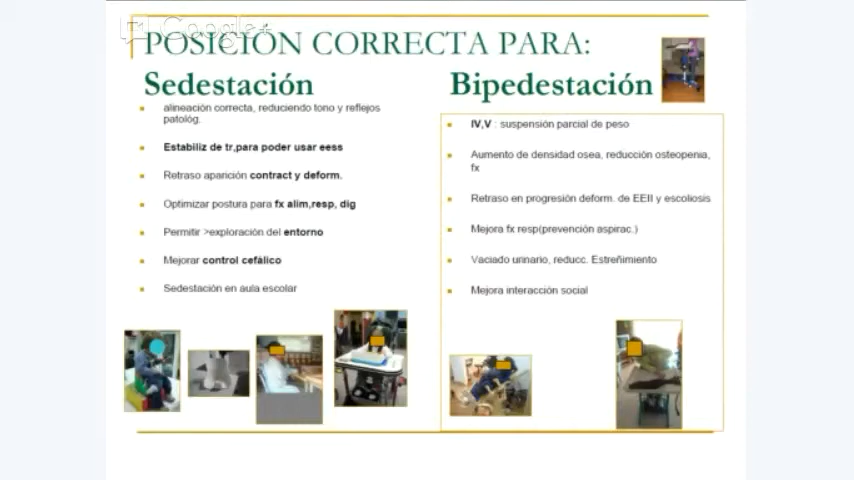 Google+
POSICIÓN CORRECTA PARA:
Sedestación
alineación correcta, reduciendo tono y reflejos
patológ.
Estabiliz de tr,para poder usar eess
Retraso aparición contract y deform.
Optimizar postura para fx alim,resp, dig
Permitir >exploración del entorno
Mejorar control cefálico
Sedestación en aula escolar
Bipedestación
IV,V : suspensión parcial de peso
Aumento de densidad osea, reducción osteopenia,
fx
Retraso en progresión deform. de EEII y escoliosis
Mejora fx resp(prevención aspirac.)
Vaciado urinario, reducc. Estreñimiento
Mejora interacción social